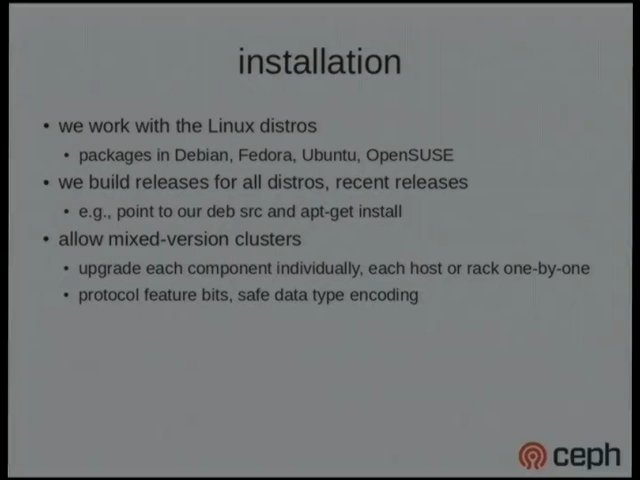 installation
• we work with the Linux distros
• packages in Debian, Fedora, Ubuntu, OpenSUSE
• we build releases for all distros, recent releases
• e.g., point to our deb src and apt-get install
• allow mixed-version clusters
• upgrade each component individually, each host or rack one-by-one
• protocol feature bits, safe data type encoding
ceph